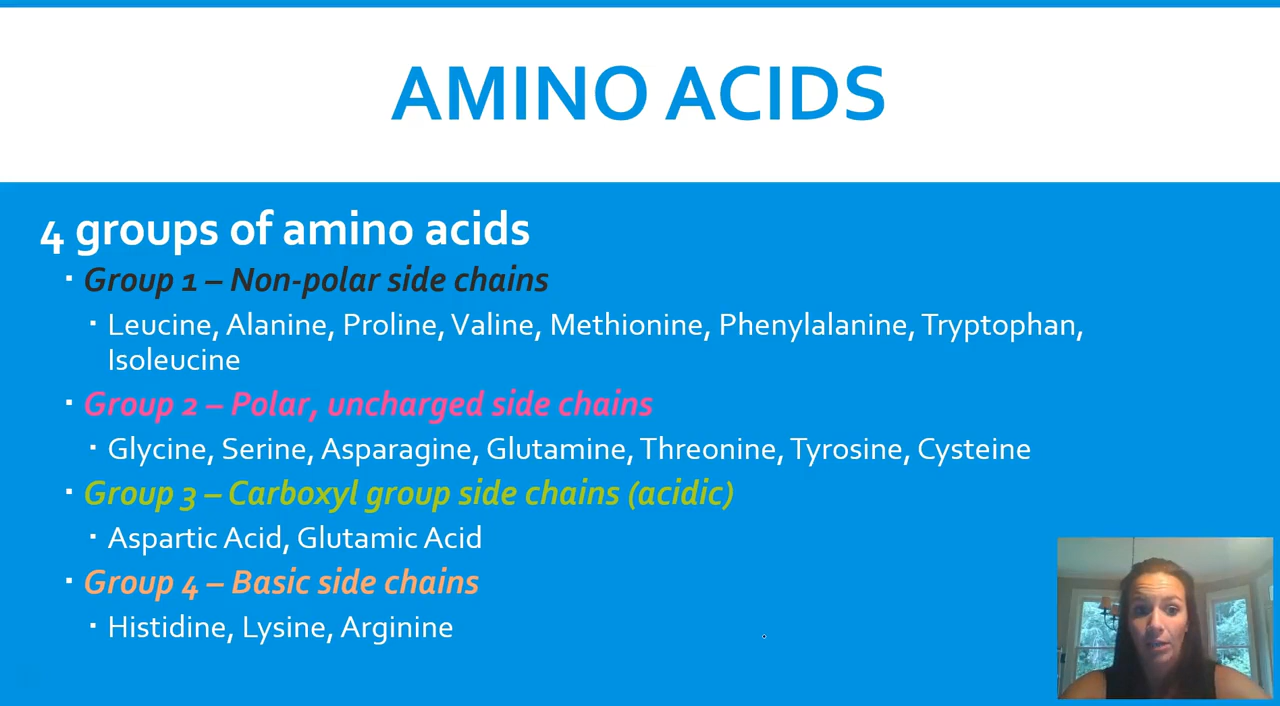 AMINO ACIDS
4 groups of amino acids
Group 1 – Non-polar side chains
Leucine, Alanine, Proline, Valine, Methionine, Phenylalanine, Tryptophan,
Isoleucine
Group 2 – Polar, uncharged side chains
Glycine, Serine, Asparagine, Glutamine, Threonine, Tyrosine, Cysteine
Group 3 – Carboxyl group side chains (acidic)
Aspartic Acid, Glutamic Acid
Group 4 – Basic side chains
Histidine, Lysine, Arginine